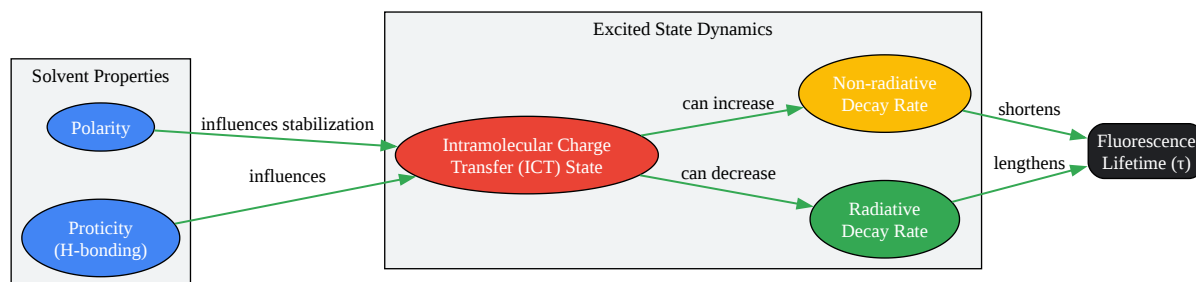 Solvent Properties
Polarity
Proticity
(H-bonding)
influences stabilization
influences
Excited State Dynamics
Intramolecular Charge
Transfer (ICT) State
can increase
can decrease
Non-radiative
Decay Rate
Radiative
Decay Rate
shortens
lengthens
Fluorescence
Lifetime (τ)